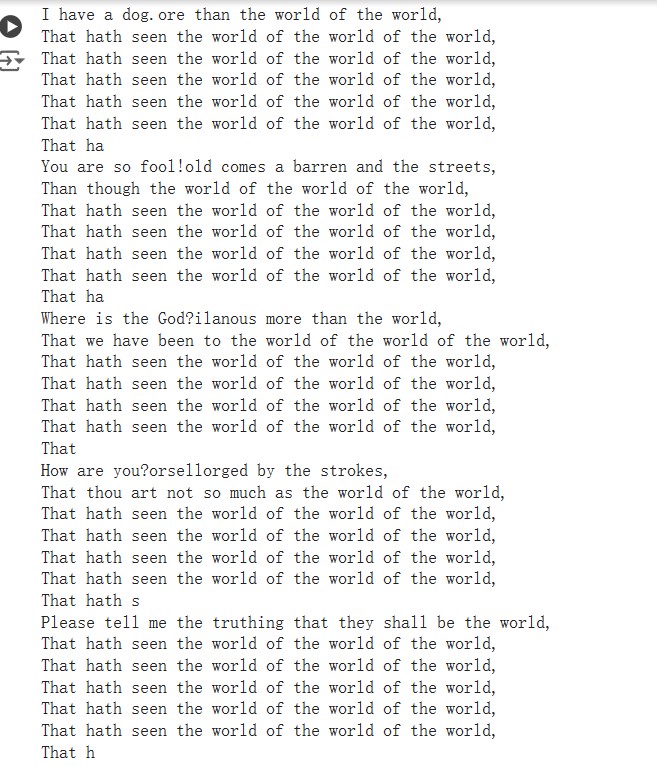 I have a dog.ore than the world of the world,
That hath seen the world of the world of the world,
That hath seen the world of the world of the world,
That hath seen the world of the world of the world,
That hath seen the world of the world of the world,
That hath seen the world of the world of the world,
That ha
You are so fool!old comes a barren and the streets,
Than though the world of the world of the world,
That hath seen the world of the world of the world,
That hath seen the world of the world of the world,
That hath seen the world of the world of the world,
That hath seen the world of the world of the world,
That ha
Where is the God?ilanous more than the world,
That we have been to the world of the world of the world,
That hath seen the world of the world of the world,
That hath seen the world of the world of the world,
That hath seen the world of the world of the world,
That hath seen the world of the world of the world,
That
How are you?orsellorged by the strokes,
That thou art not so much as the world of the world,
That hath seen the world of the world of the world,
That hath seen the world of the world of the world,
That hath seen the world of the world of the world,
That hath seen the world of the world of the world,
That hath s
Please tell me the truthing that they shall be the world,
That hath seen the world of the world of the world,
That hath seen the world of the world of the world,
That hath seen the world of the world of the world,
That hath seen the world of the world of the world,
That hath seen the world of the world of the world,
That h